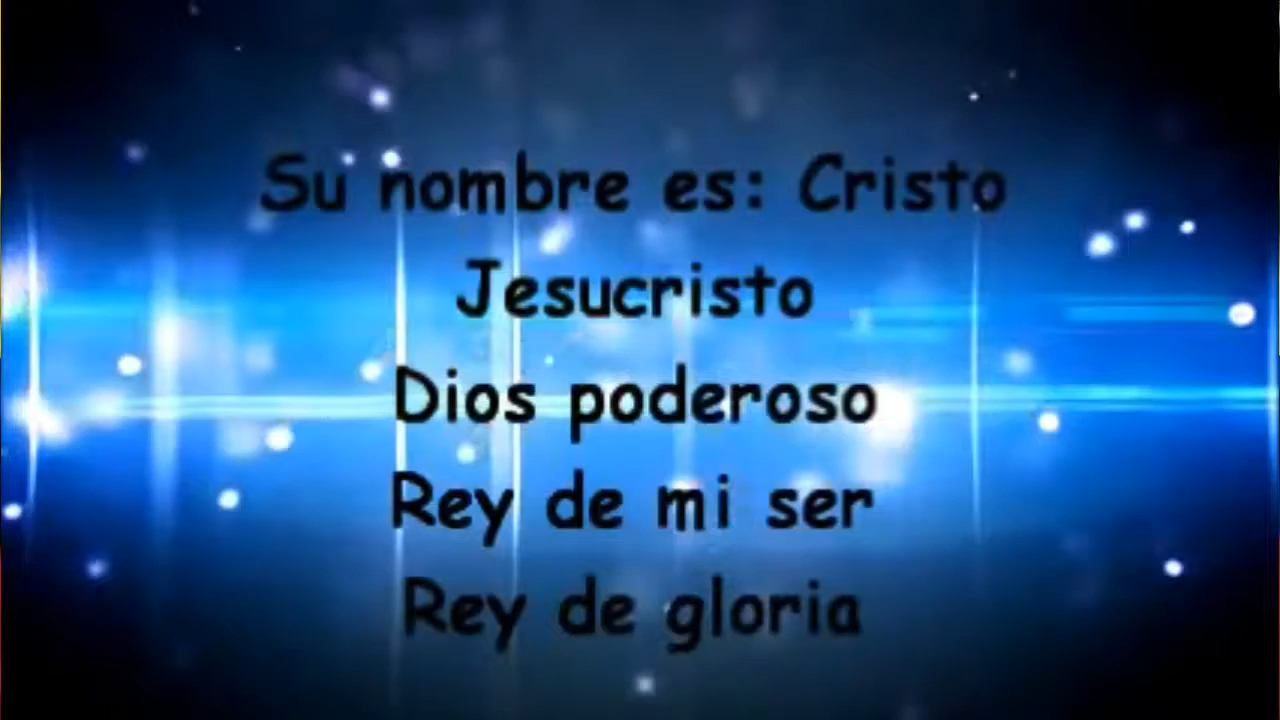 Su nombre es: Cristo
Jesucristo
Dios poderoso
Rey de mi ser
Rey de gloria